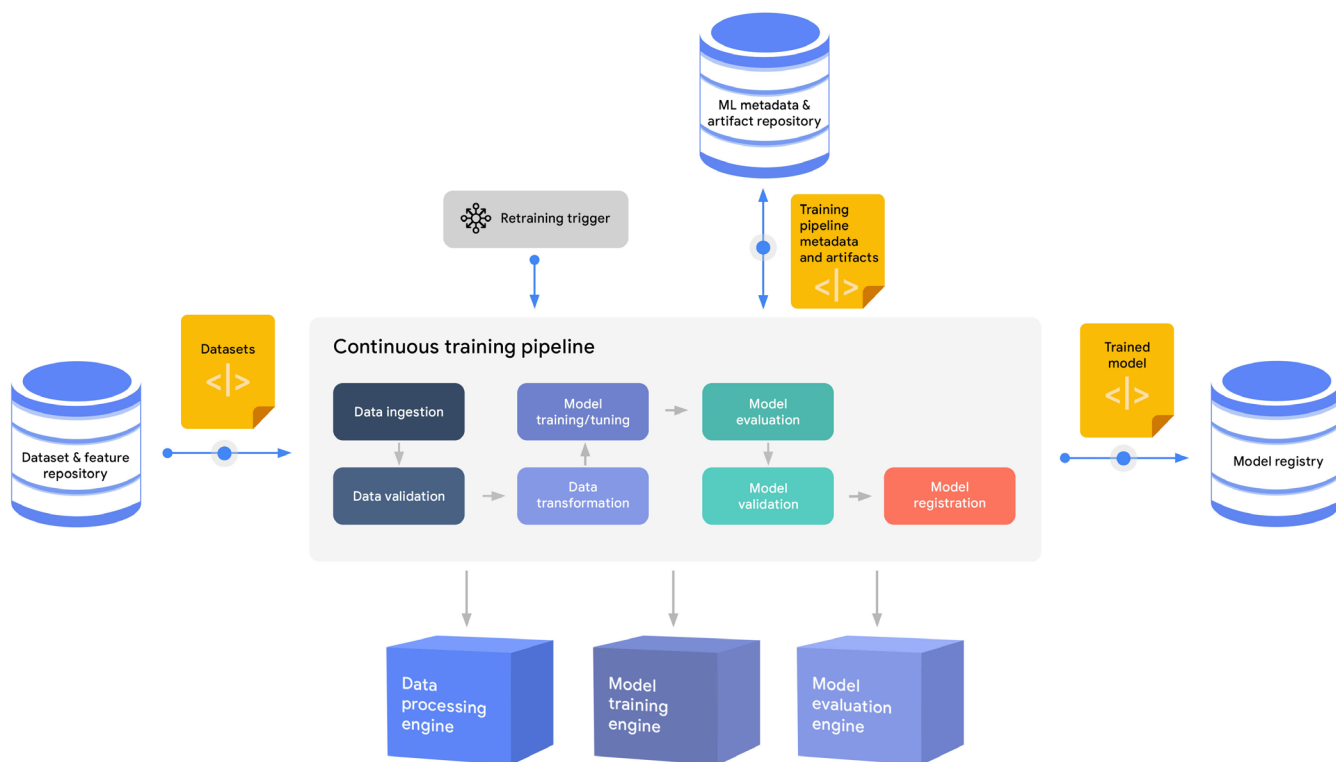 ML metadata &
artifact repository
Retraining trigger
Training
pipeline
metadata
and artifacts
</>
Datasets
</>
Dataset & feature
repository
Continuous training pipeline
Data ingestion
Model
training/tuning
Model
evaluation
Data validation
Data
transformation
Model
validation
Model
registration
Trained
model
</>
Model registry
Data
processing
engine
Model
training
engine
Model
evaluation
engine